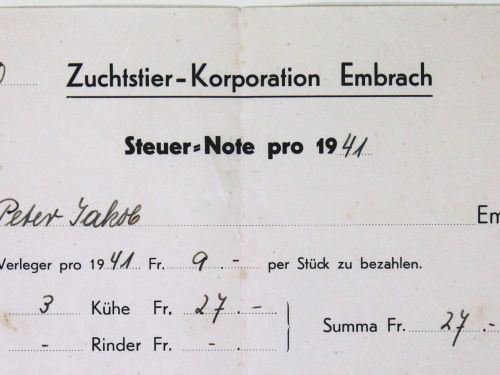 Zuchtstier-Korporation Embrach
Steuer=Note pro 1941
Peter Jakob Em
Verleger pro 1941 Fr. 9.- per Stück zu bezahlen.
3 Kühe Fr. 27.-
Summa Fr. 27.-
- Rinder Fr. - .